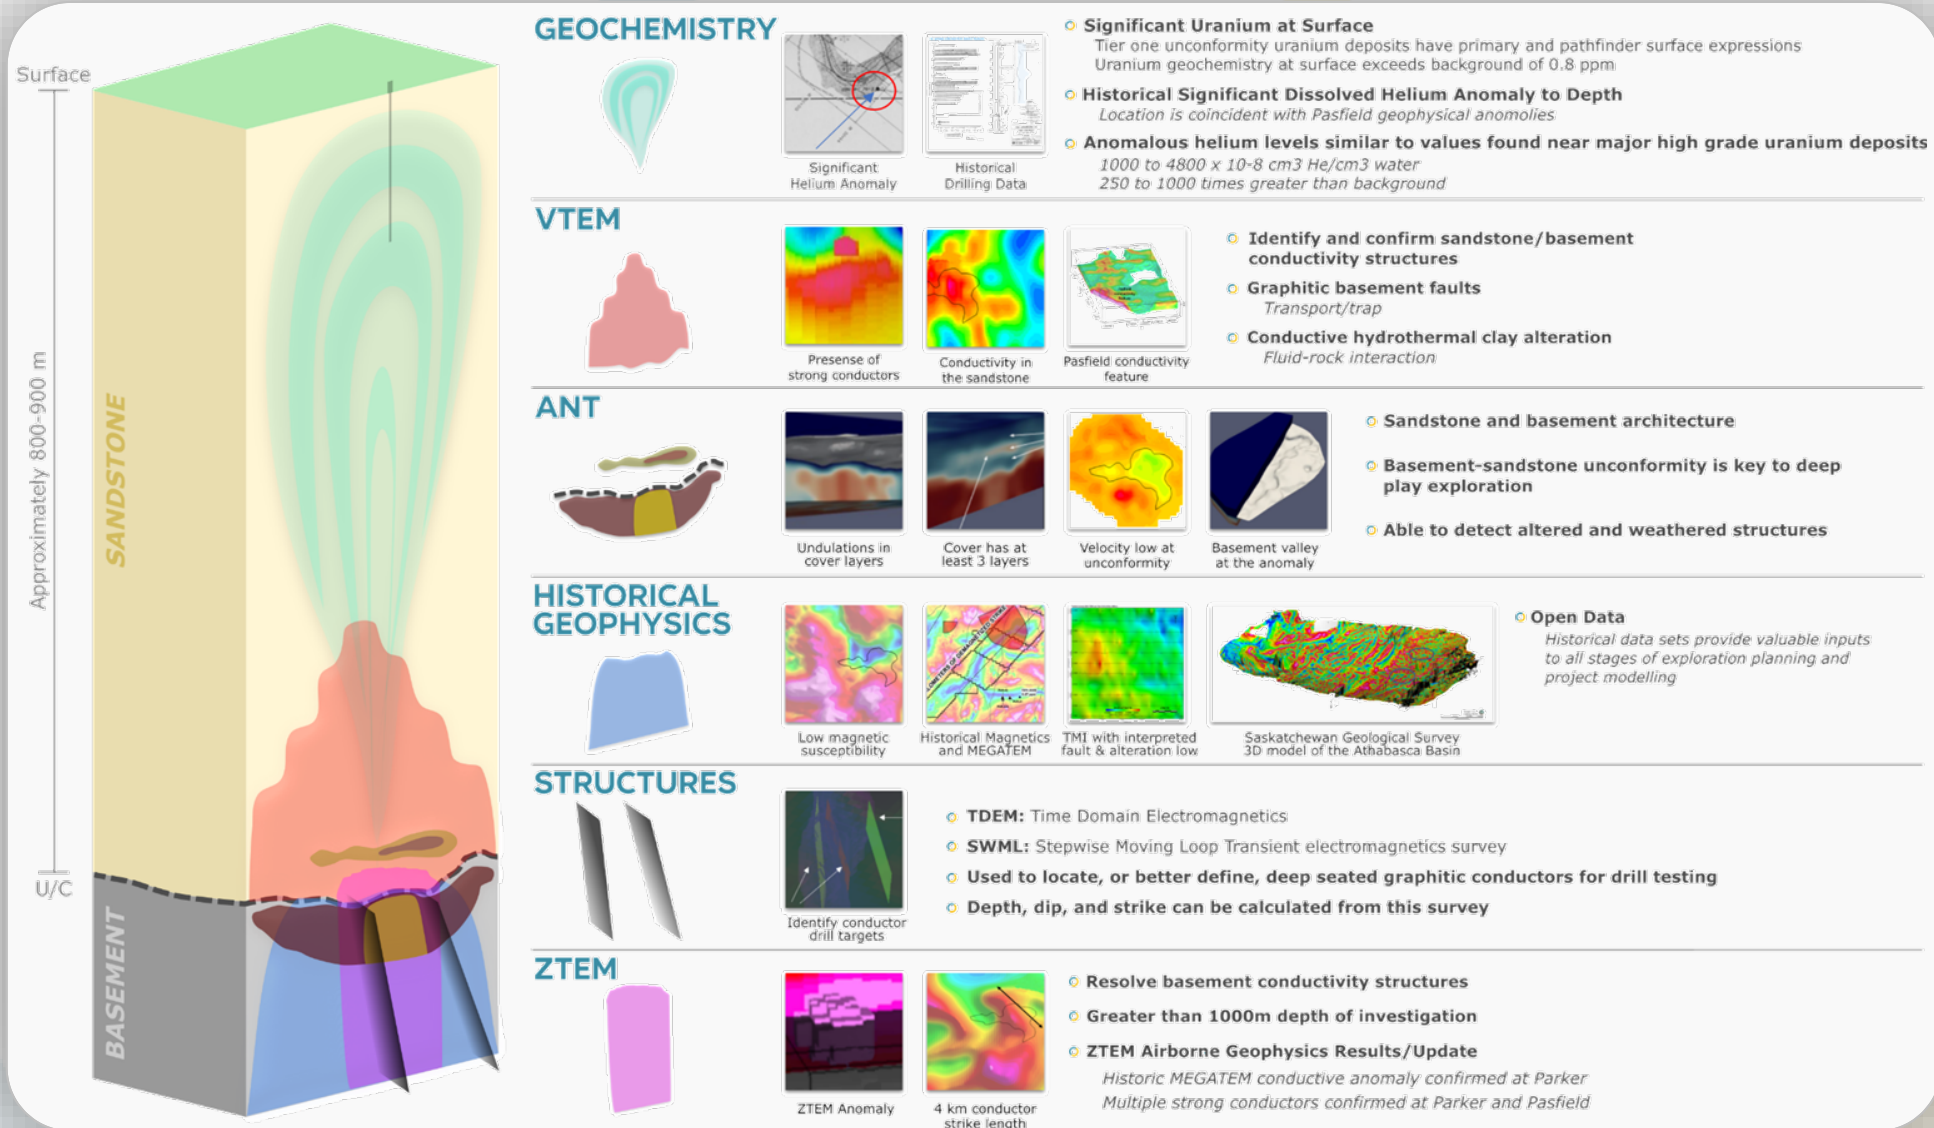 Surface
Approximately 800-900 m
U/C
SANDSTONE
BASEMENT
GEOCHEMISTRY
Significant
Helium Anomaly
Historical
Drilling Data
Significant Uranium at Surface
Tier one unconformity uranium deposits have primary and pathfinder surface expressions
Uranium geochemistry at surface exceeds background of 0.8 ppm
Historical Significant Dissolved Helium Anomaly to Depth
Location is coincident with Pasfield geophysical anomolies
Anomalous helium levels similar to values found near major high grade uranium deposits
1000 to 4800 x 10-8 cm3 He/cm3 water
250 to 1000 times greater than background
VTEM
Presense of
strong conductors
Conductivity in
the sandstone
Pasfield conductivity
feature
Identify and confirm sandstone/basement
conductivity structures
Graphitic basement faults
Transport/trap
Conductive hydrothermal clay alteration
Fluid-rock interaction
ANT
Undulations in
cover layers
Cover has at
least 3 layers
Velocity low at
unconformity
Basement valley
at the anomaly
Sandstone and basement architecture
Basement-sandstone unconformity is key to deep
play exploration
Able to detect altered and weathered structures
HISTORICAL
GEOPHYSICS
Low magnetic
susceptibility
Historical Magnetics
and MEGATEM
TMI with interpreted
fault & alteration low
Saskatchewan Geological Survey
3D model of the Athabasca Basin
Open Data
Historical data sets provide valuable inputs
to all stages of exploration planning and
project modelling
STRUCTURES
Identify conductor
drill targets
TDEM: Time Domain Electromagnetics
SWML: Stepwise Moving Loop Transient electromagnetics survey
Used to locate, or better define, deep seated graphitic conductors for drill testing
Depth, dip, and strike can be calculated from this survey
ZTEM
ZTEM Anomaly
4 km conductor
strike length
Resolve basement conductivity structures
Greater than 1000m depth of investigation
ZTEM Airborne Geophysics Results/Update
Historic MEGATEM conductive anomaly confirmed at Parker
Multiple strong conductors confirmed at Parker and Pasfield